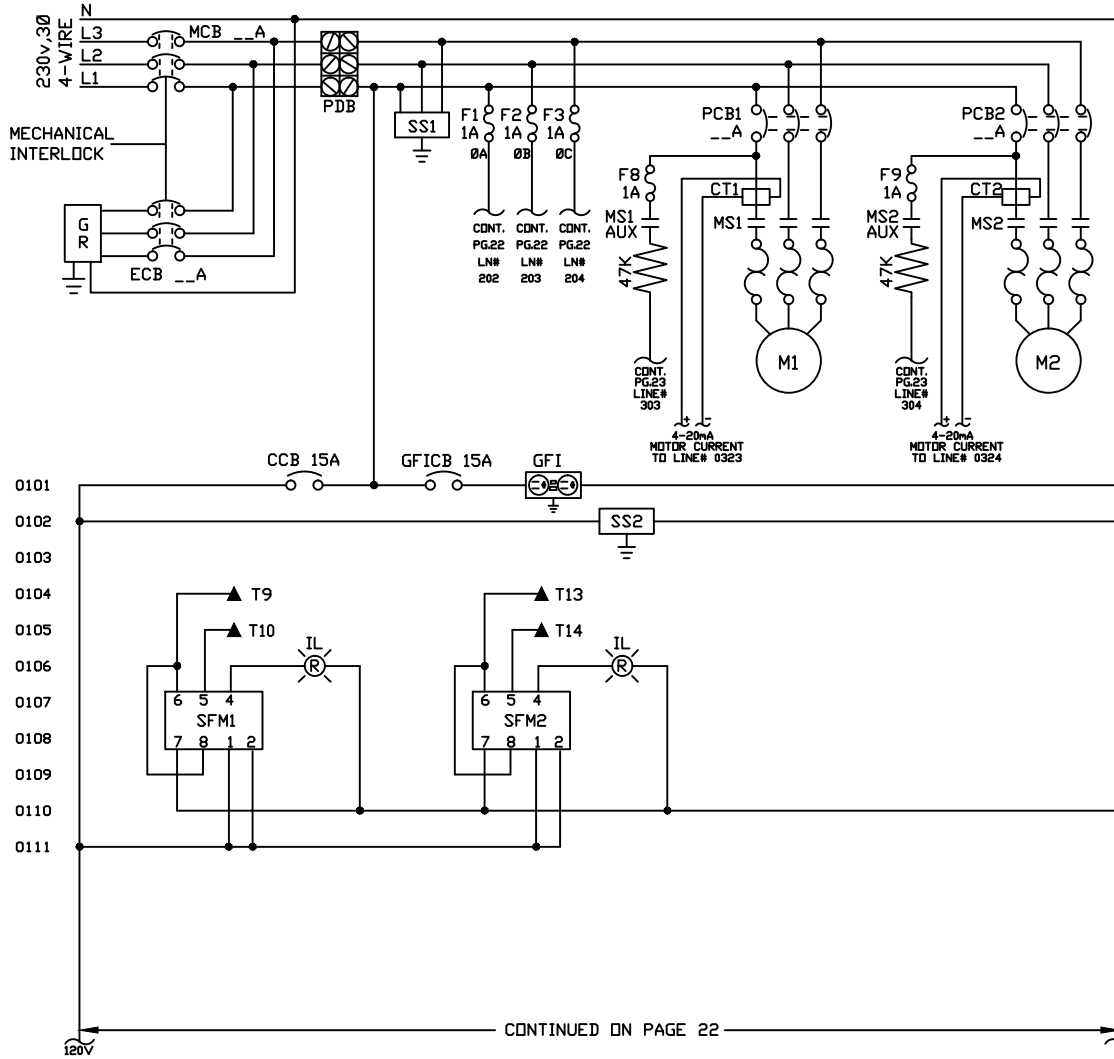 230v,30
4-WIRE
N
L3
L2
L1
MCB __A
MECHANICAL
INTERLOCK
G
R
ECB __A
PDB
SS1
F1
1A
ØA
F2
1A
ØB
F3
1A
ØC
CONT.
PG.22
LN#
202
CONT.
PG.22
LN#
203
CONT.
PG.22
LN#
204
PCB1
__A
F8
1A
MS1
AUX
47K
CT1
MS1
M1
CONT.
PG.23
LINE#
303
+ -
4-20mA
MOTOR CURRENT
TO LINE# 0323
PCB2
__A
F9
1A
MS2
AUX
47K
CT2
MS2
M2
CONT.
PG.23
LINE#
304
+ -
4-20mA
MOTOR CURRENT
TO LINE# 0324
0101
CCB 15A
GFICB 15A
GFI
0102
SS2
0103
0104
T9
T13
0105
T10
T14
IL
IL
0106
R
R
0107
6 5 4
6 5 4
SFM1
SFM2
0108
7 8 1 2
7 8 1 2
0109
0110
0111
CONTINUED ON PAGE 22
120V